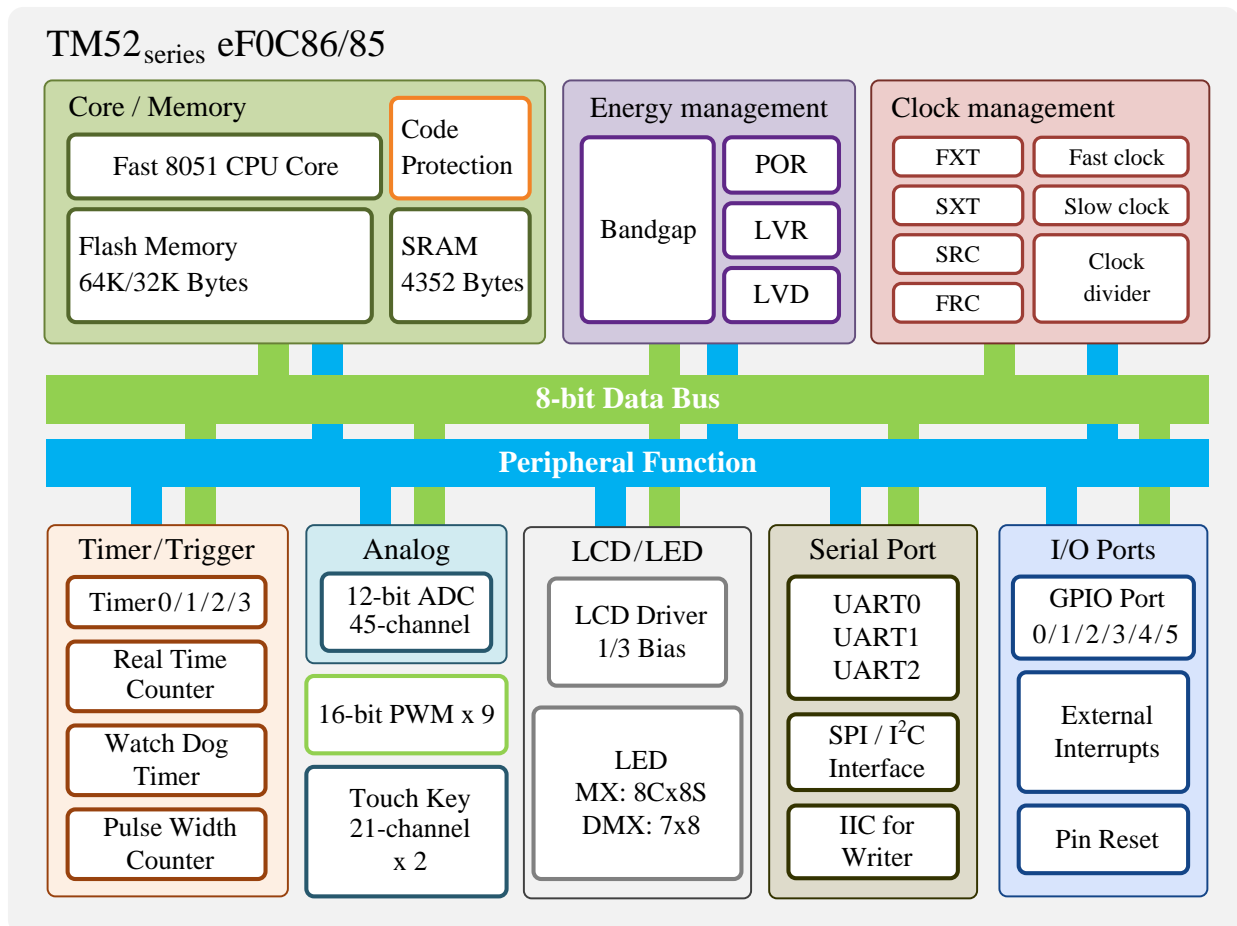 TM52series eF0C86/85
Core / Memory
Fast 8051 CPU Core
Code
Protection
Flash Memory
64K/32K Bytes
SRAM
4352 Bytes
Energy management
Bandgap
POR
LVR
LVD
Clock management
FXT
SXT
SRC
FRC
Fast clock
Slow clock
Clock
divider
8-bit Data Bus
Peripheral Function
Timer/Trigger
Timer0/1/2/3
Real Time
Counter
Watch Dog
Timer
Pulse Width
Counter
Analog
12-bit ADC
45-channel
16-bit PWM x 9
Touch Key
21-channel
x 2
LCD/LED
LCD Driver
1/3 Bias
LED
MX: 8Cx8S
DMX: 7x8
Serial Port
UART0
UART1
UART2
SPI / I²C
Interface
IIC for
Writer
I/O Ports
GPIO Port
0/1/2/3/4/5
External
Interrupts
Pin Reset